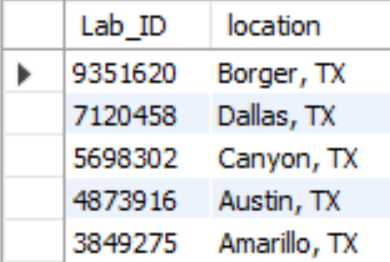 Lab_ID location
9351620 Borger, TX
7120458 Dallas, TX
5698302 Canyon, TX
4873916 Austin, TX
3849275 Amarillo, TX